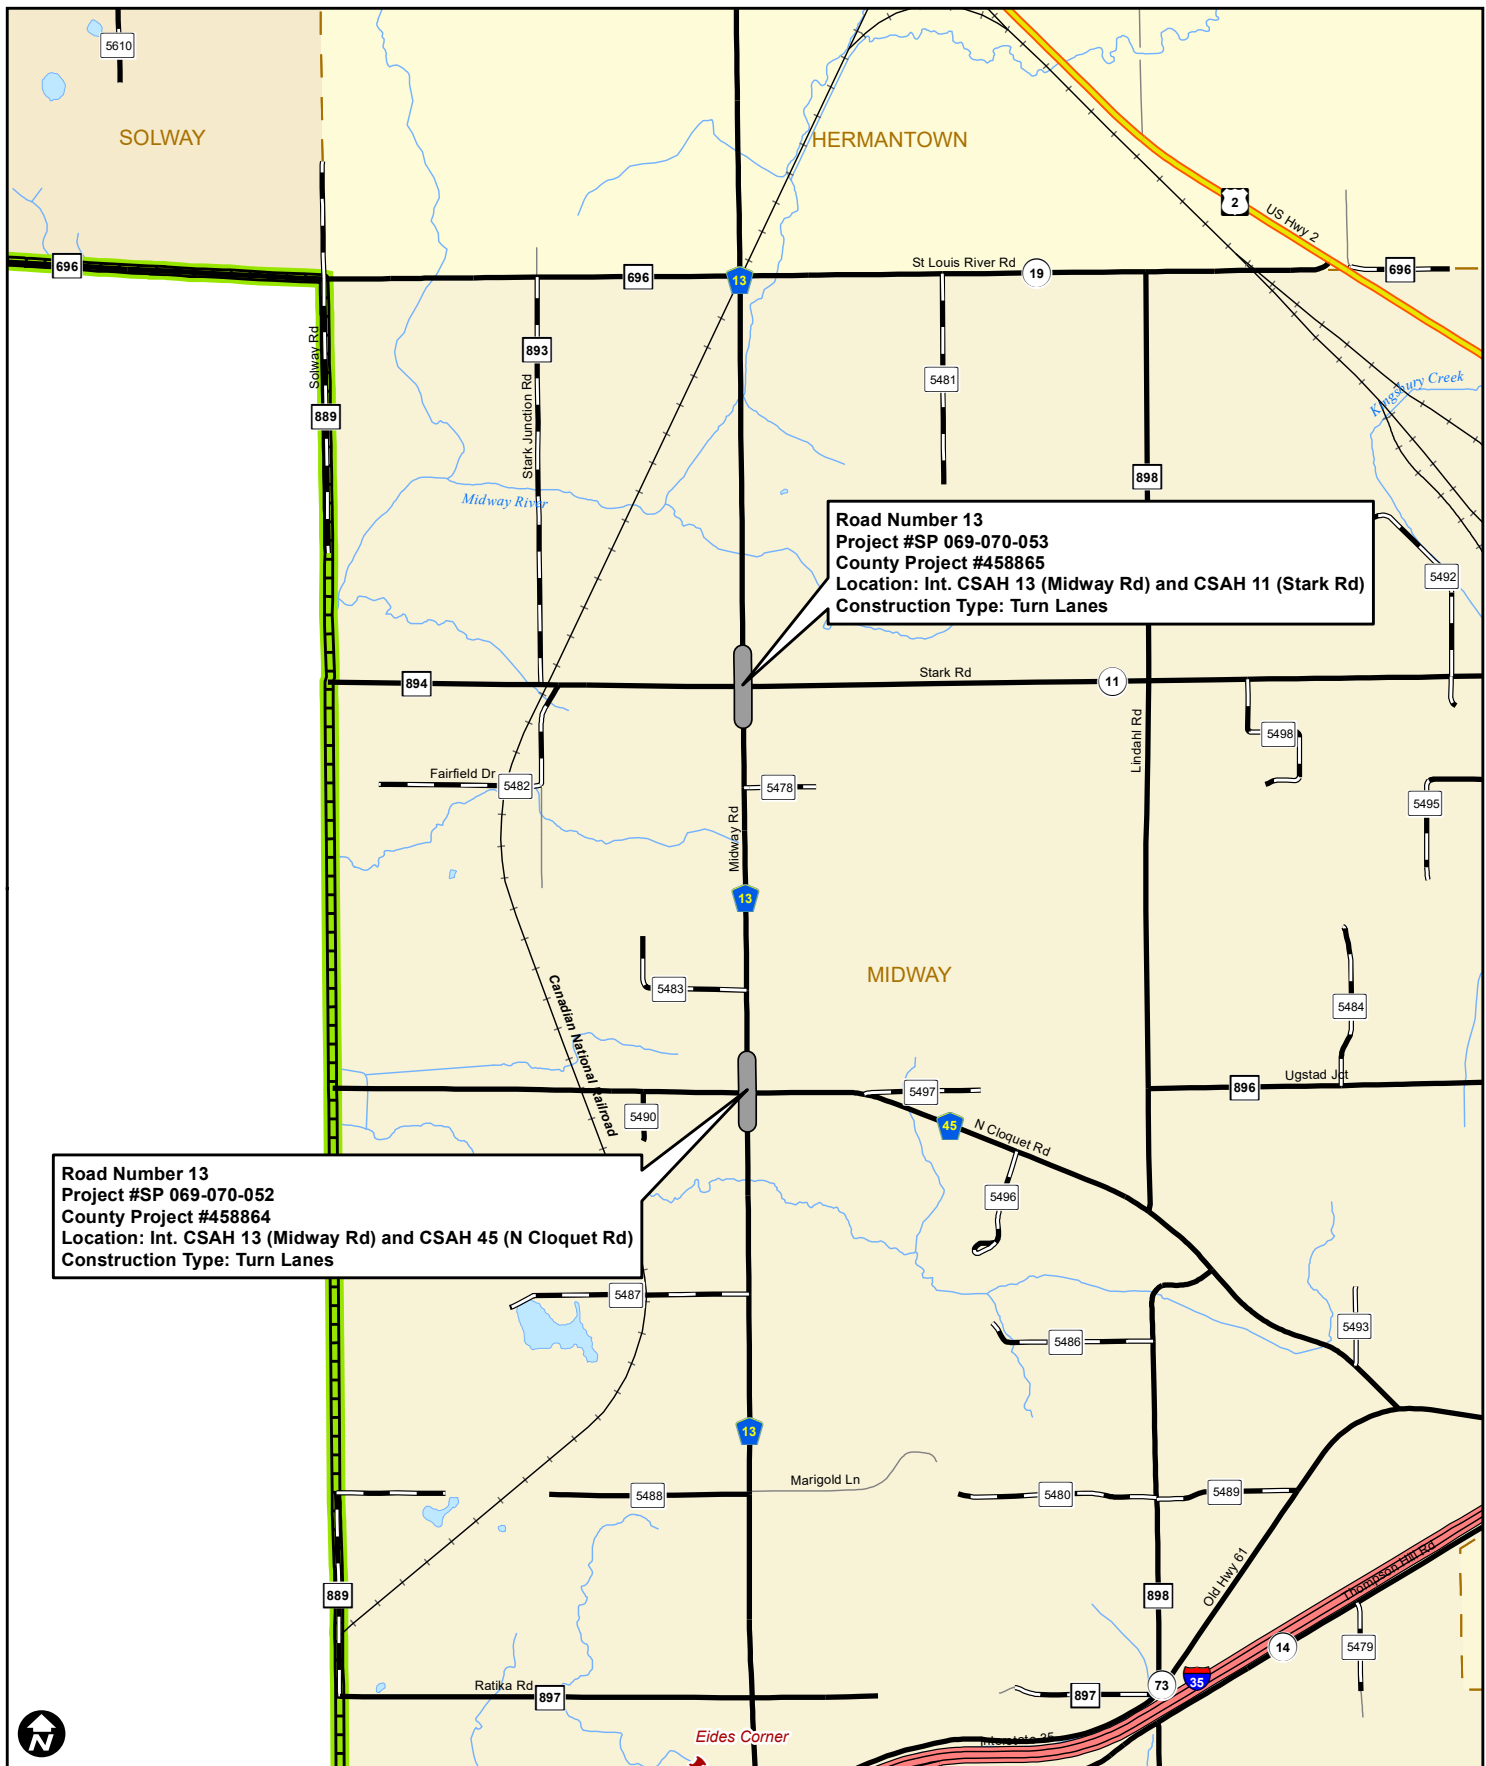 5610
SOLWAY
HERMANTOWN
2
US Hwy 2
696
696
13
St Louis River Rd
19
696
Solway Rd
893
5481
Kingsbury Creek
889
Stark Junction Rd
898
Midway River
Road Number 13
Project #SP 069-070-053
County Project #458865
Location: Int. CSAH 13 (Midway Rd) and CSAH 11 (Stark Rd)
Construction Type: Turn Lanes
5492
894
Stark Rd
11
Lindahl Rd
5498
Fairfield Dr
5482
5478
5495
Midway Rd
13
MIDWAY
5483
5484
Canadian National Railroad
Ugstad Jct
896
5497
5490
45
N Cloquet Rd
Road Number 13
Project #SP 069-070-052
County Project #458864
Location: Int. CSAH 13 (Midway Rd) and CSAH 45 (N Cloquet Rd)
Construction Type: Turn Lanes
5496
5487
5493
5486
13
Marigold Ln
5488
5480
5489
Old Hwy 61
Thompson Hill Rd
889
898
14
5479
73
35
Ratika Rd
897
897
N
Eides Corner
Interstate 35